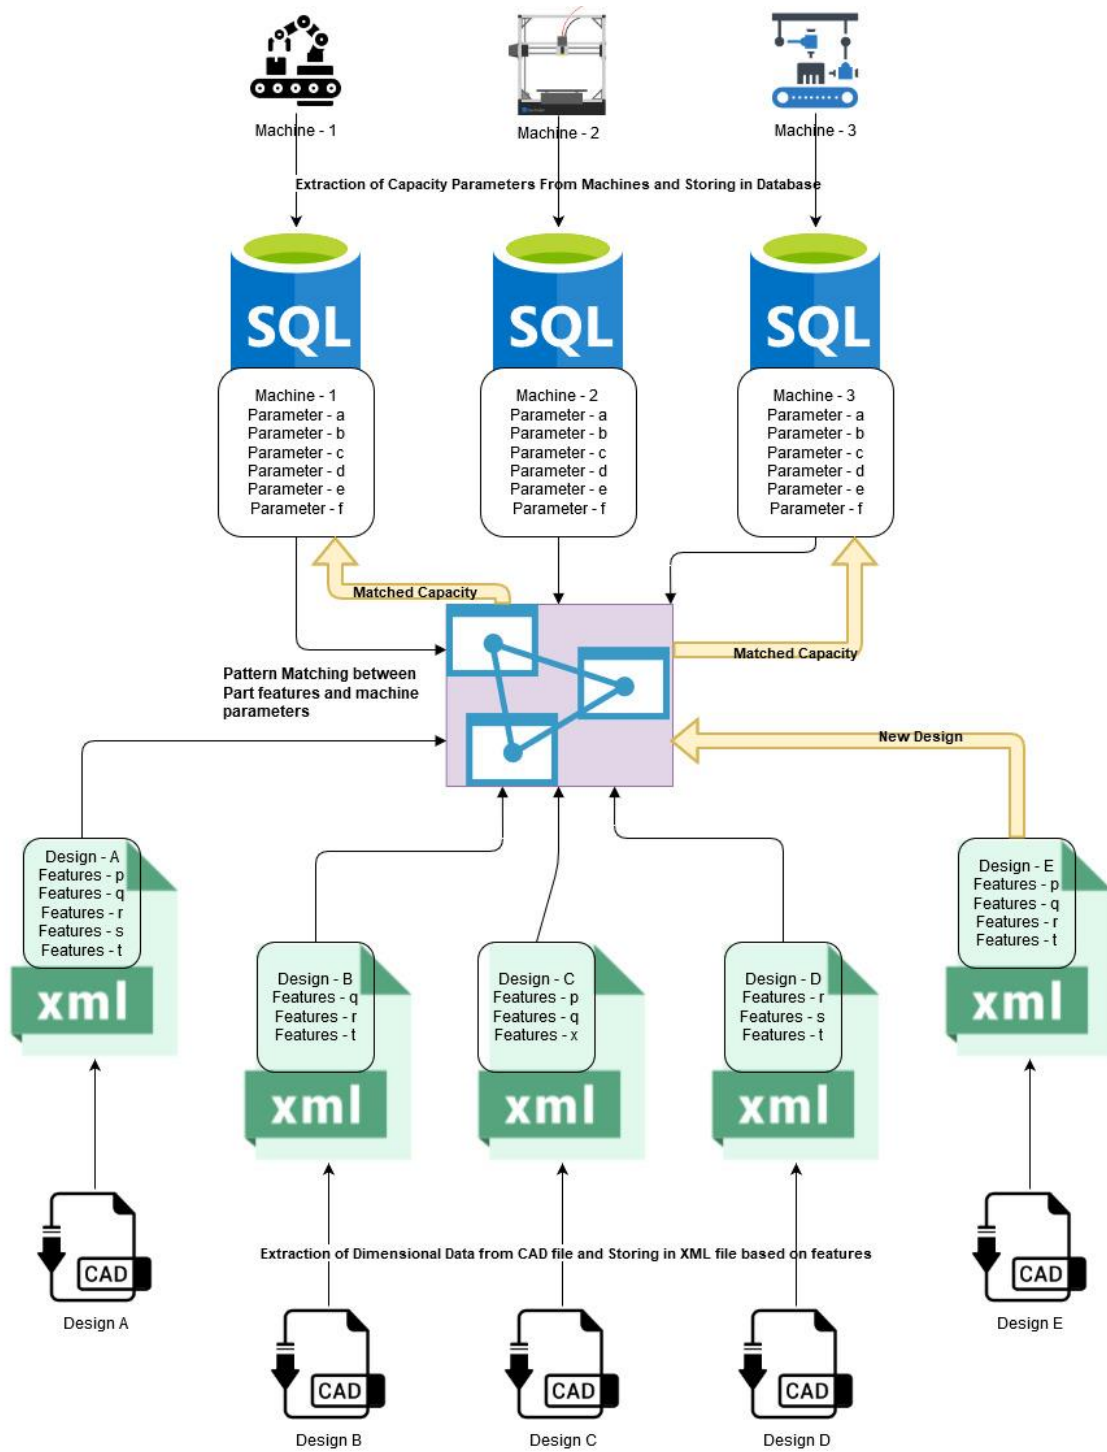 Machine - 1
Machine - 2
Machine - 3
Extraction of Capacity Parameters From Machines and Storing in Database
SQL
SQL
SQL
Machine - 1
Parameter - a
Parameter - b
Parameter - c
Parameter - d
Parameter - e
Parameter - f
Machine - 2
Parameter - a
Parameter - b
Parameter - c
Parameter - d
Parameter - e
Parameter - f
Machine - 3
Parameter - a
Parameter - b
Parameter - c
Parameter - d
Parameter - e
Parameter - f
Matched Capacity
Matched Capacity
Pattern Matching between
Part features and machine
parameters
New Design
Design - A
Features - p
Features - q
Features - r
Features - s
Features - t
xml
Design - B
Features - q
Features - r
Features - t
xml
Design - C
Features - p
Features - q
Features - x
xml
Design - D
Features - r
Features - s
Features - t
xml
Design - E
Features - p
Features - q
Features - r
Features - t
xml
Extraction of Dimensional Data from CAD file and Storing in XML file based on features
CAD
Design A
CAD
Design B
CAD
Design C
CAD
Design D
CAD
Design E